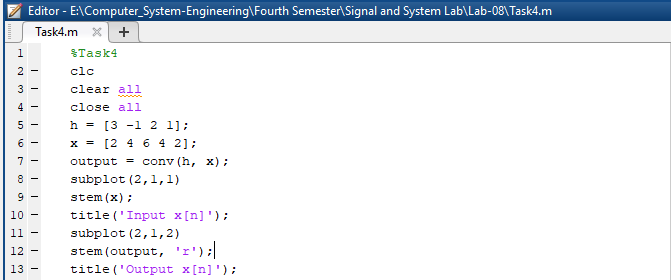 Editor - E:\Computer_System-Engineering\Fourth Semester\Signal and System Lab\Lab-08\Task4.m
Task4.m × +
1 %Task4
2 - clc
3 - clear all
4 - close all
5 - h = [3 -1 2 1];
6 - x = [2 4 6 4 2];
7 - output = conv(h, x);
8 - subplot(2,1,1)
9 - stem(x);
10 - title('Input x[n]');
11 - subplot(2,1,2)
12 - stem(output, 'r');
13 - title('Output x[n]');